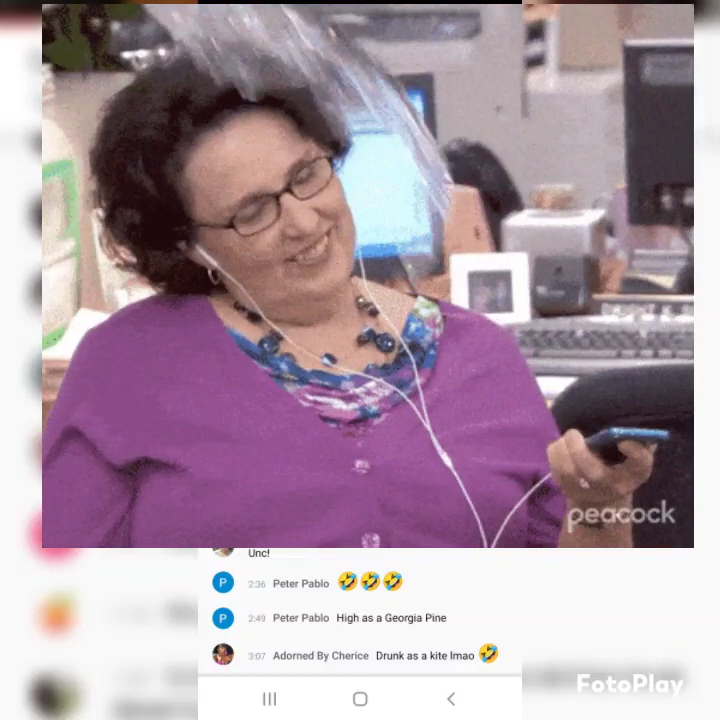 peacock
Unc!
P 2:36 Peter Pablo 🤣🤣🤣
P 2:49 Peter Pablo High as a Georgia Pine
3:07 Adorned By Cherice Drunk as a kite lmao 🤣
FotoPlay